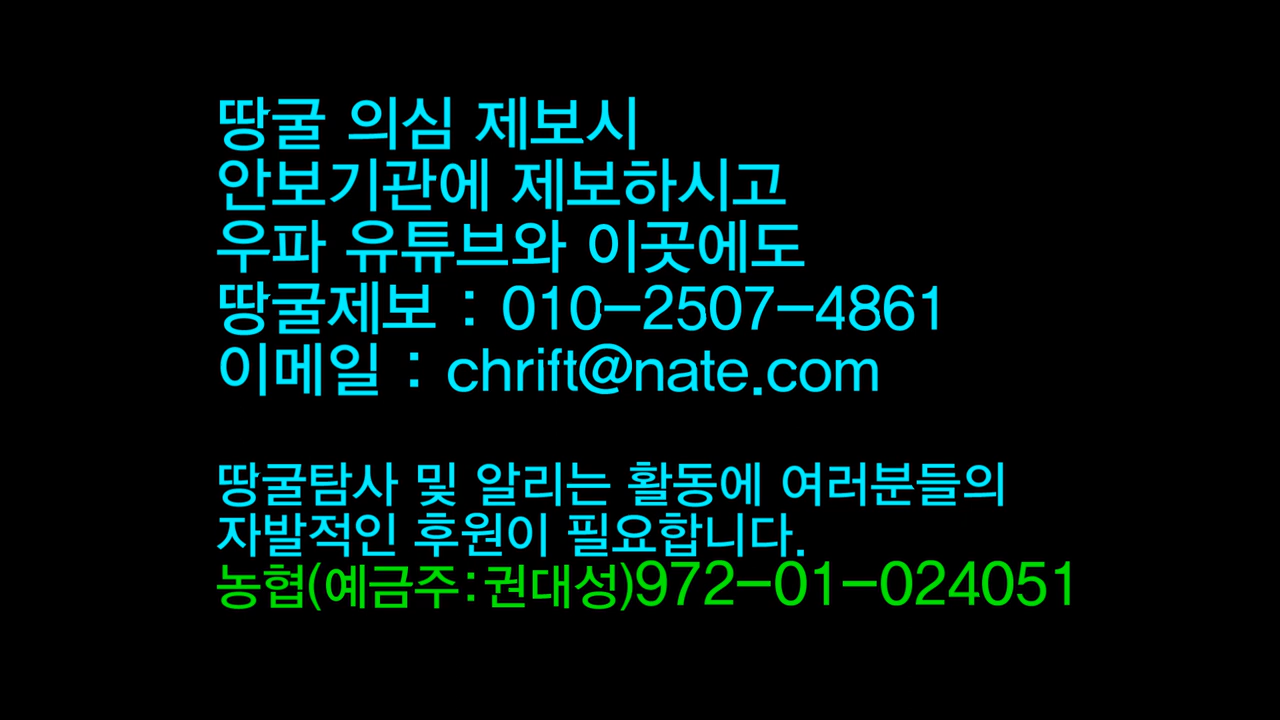 땅굴 의심 제보시
안보기관에 제보하시고
우파 유튜브와 이곳에도
땅굴제보 : 010-2507-4861
이메일 : chrift@nate.com
땅굴탐사 및 알리는 활동에 여러분들의
자발적인 후원이 필요합니다.
농협(예금주:권대성)972-01-024051